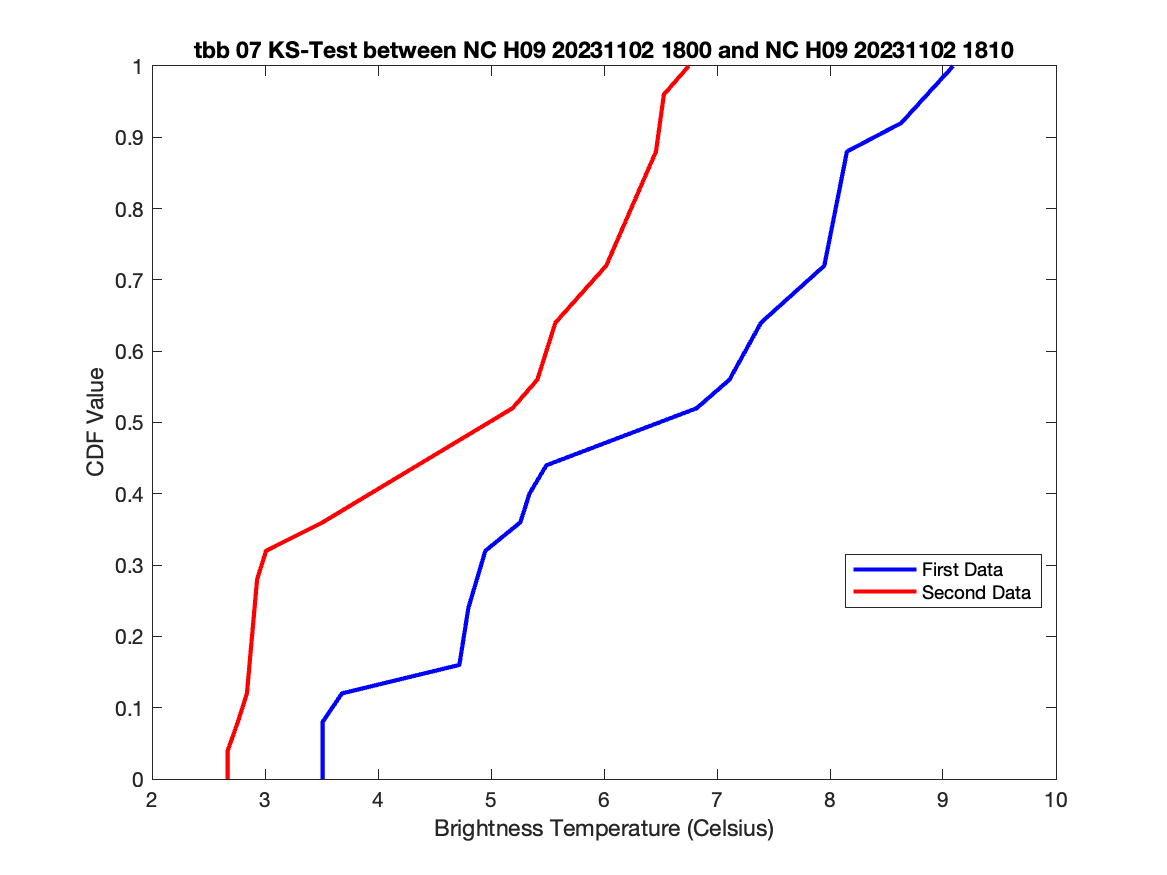 tbb 07 KS-Test between NC H09 20231102 1800 and NC H09 20231102 1810
1
0.9
0.8
0.7
0.6
0.5
0.4
0.3
0.2
0.1
0
CDF Value
First Data
Second Data
2 3 4 5 6 7 8 9 10
Brightness Temperature (Celsius)